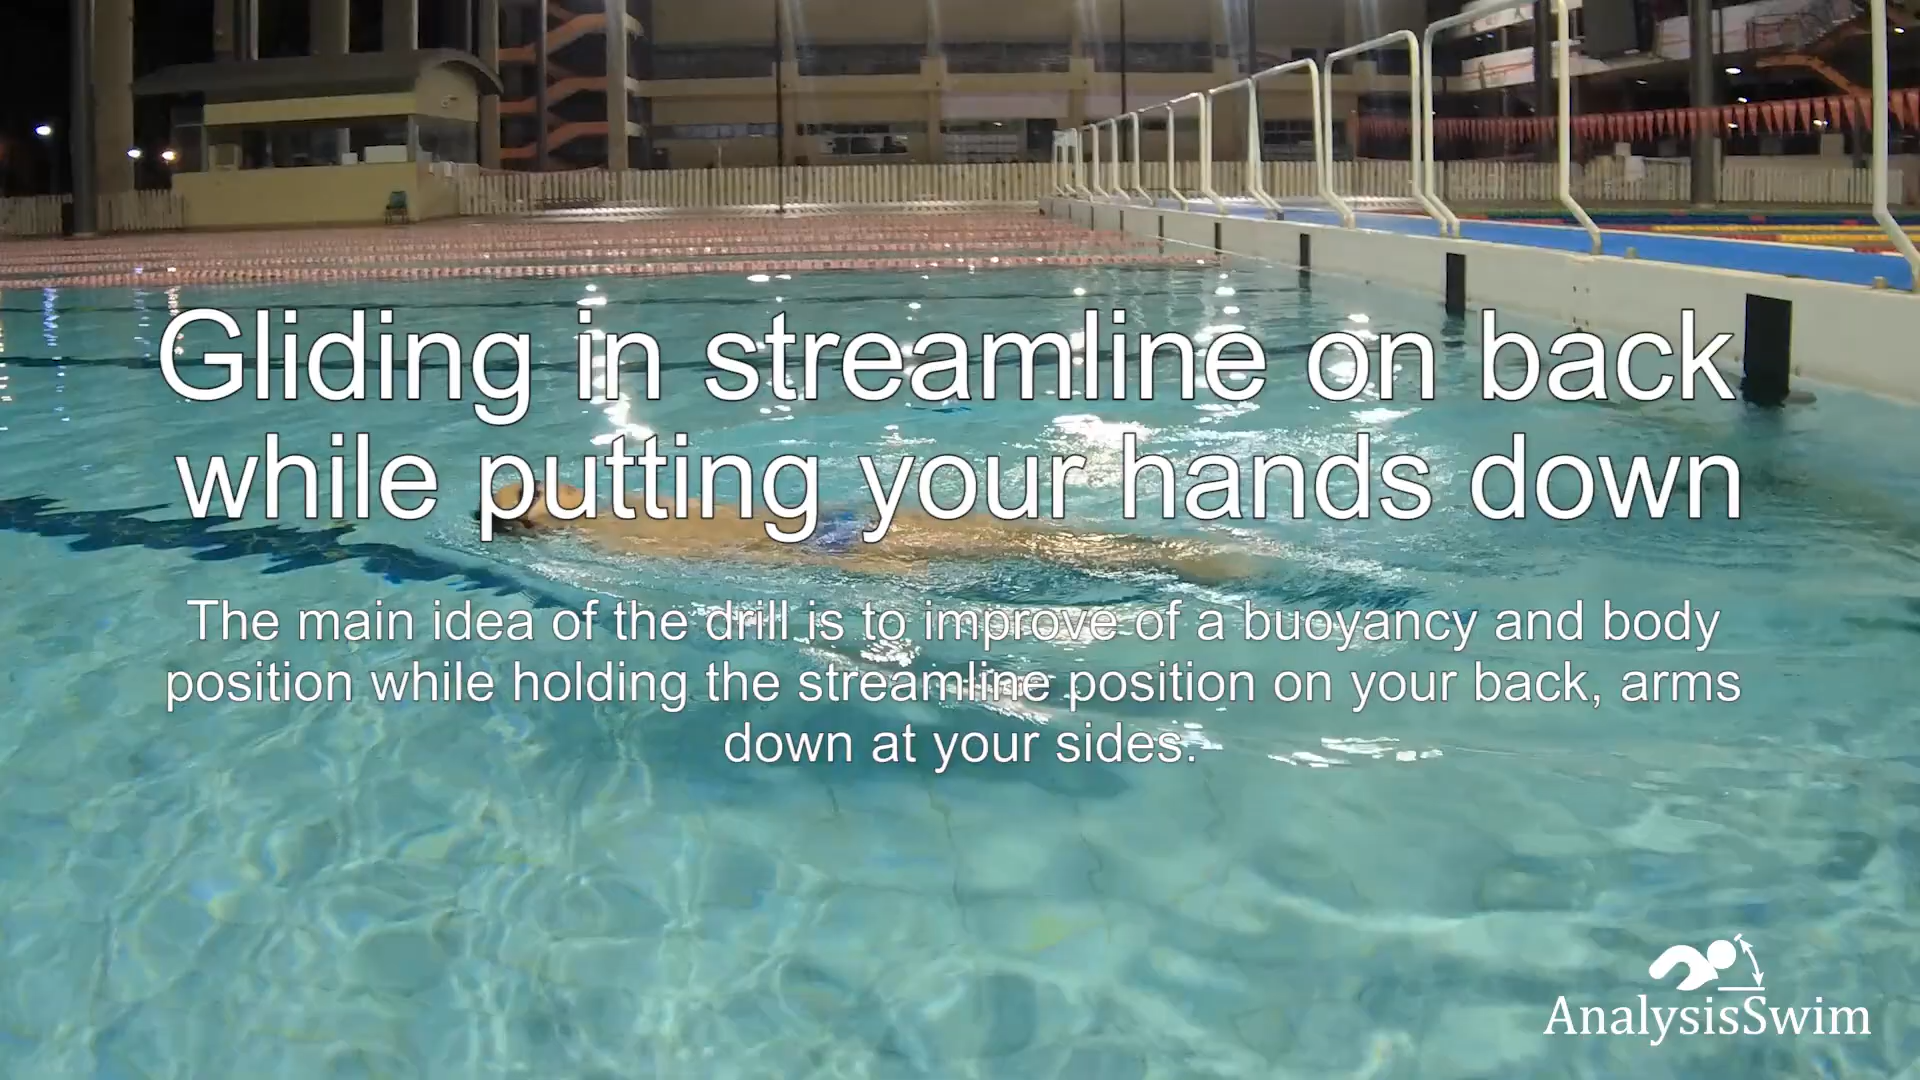 Gliding in streamline on back
while putting your hands down
The main idea of the drill is to improve of a buoyancy and body
position while holding the streamline position on your back, arms
down at your sides.
AnalysisSwim